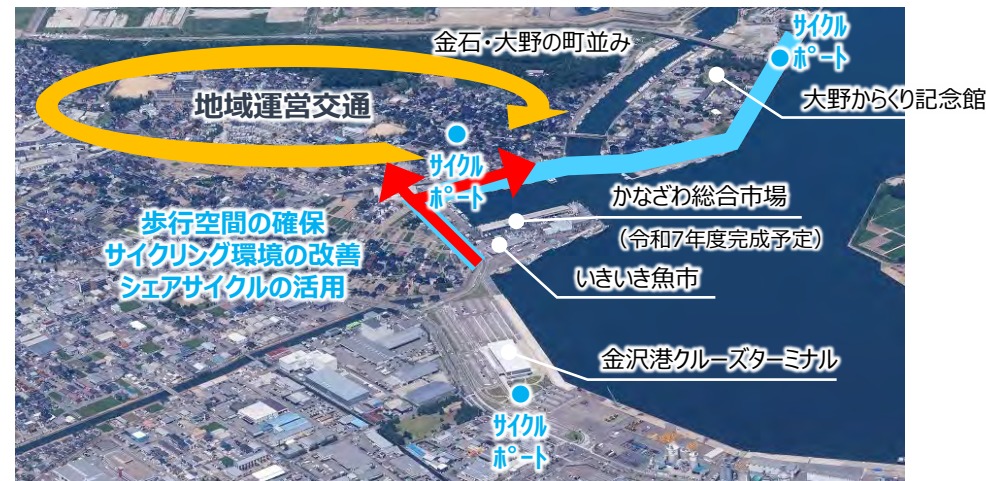 金石・大野の町並み
サイクル
ポート
大野からくり記念館
地域運営交通
サイクル
ポート
かなざわ総合市場
（令和7年度完成予定）
いきいき魚市
歩行空間の確保
サイクリング環境の改善
シェアサイクルの活用
金沢港クルーズターミナル
サイクル
ポート